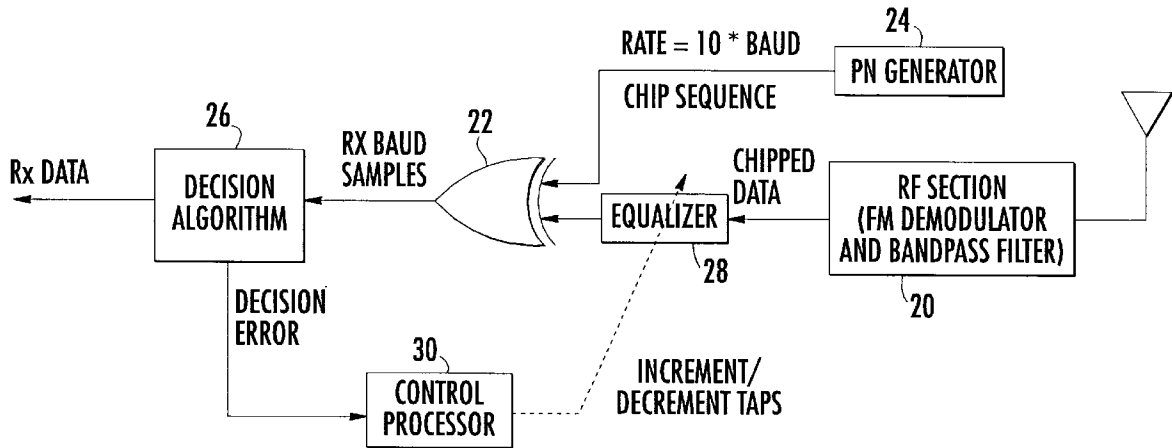 24
RATE = 10 * BAUD
PN GENERATOR
CHIP SEQUENCE
26
22
RX BAUD
SAMPLES
Rx DATA
DECISION
ALGORITHM
CHIPPED
DATA
EQUALIZER
28
RF SECTION
(FM DEMODULATOR
AND BANDPASS FILTER)
20
DECISION
ERROR
30
CONTROL
PROCESSOR
INCREMENT/
DECREMENT TAPS